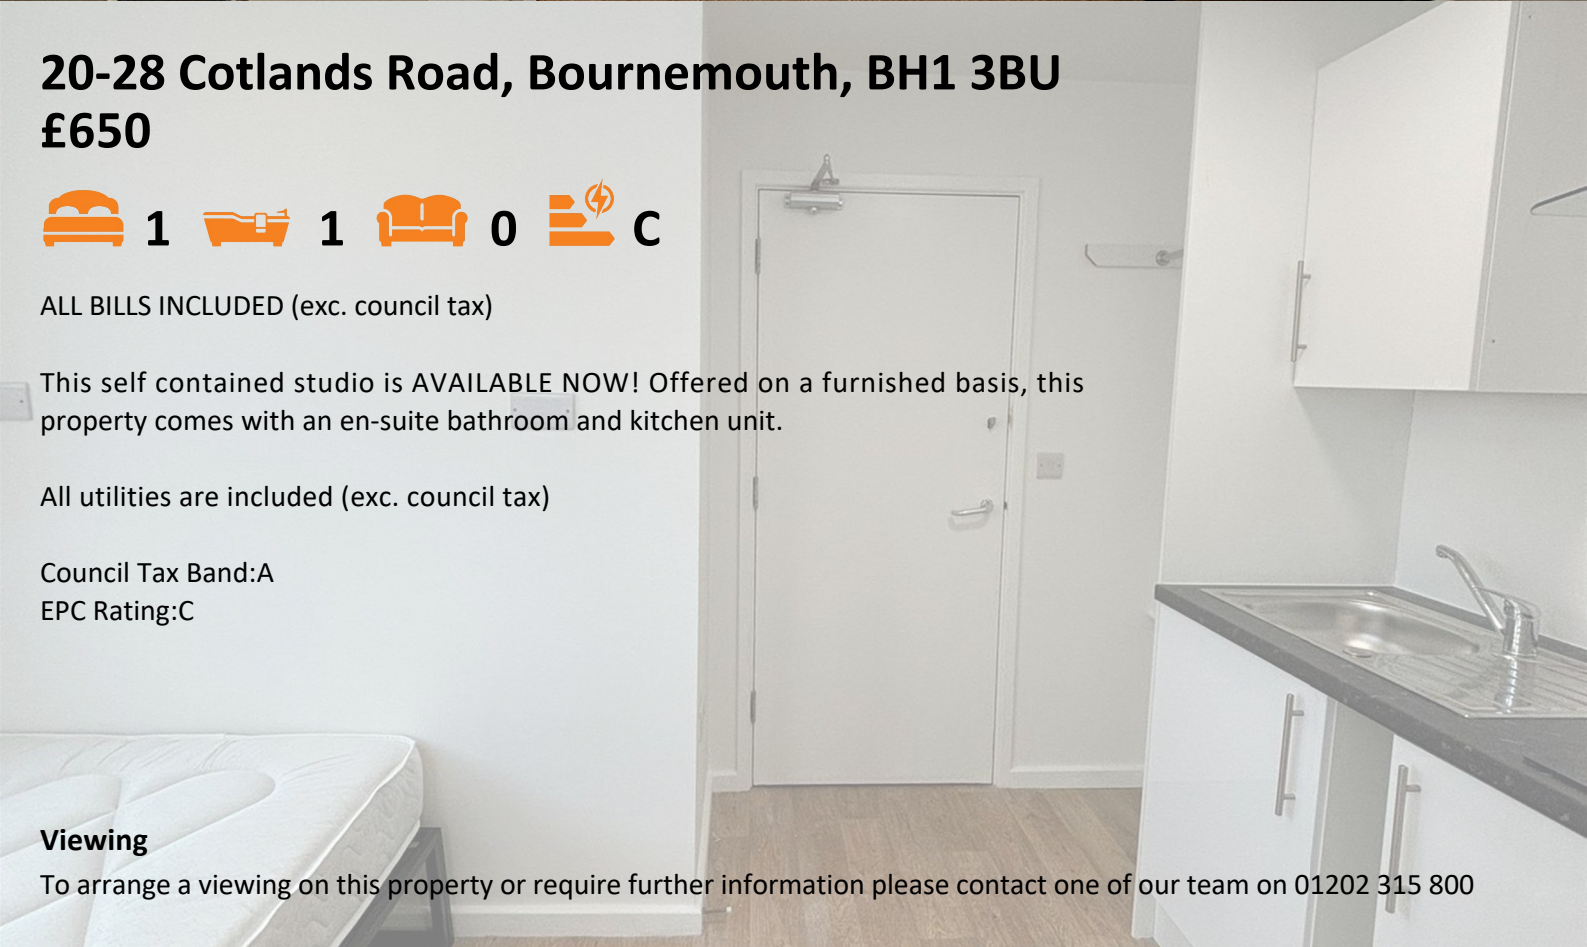 20-28 Cotlands Road, Bournemouth, BH1 3BU
£650
1 1 0 C
ALL BILLS INCLUDED (exc. council tax)
This self contained studio is AVAILABLE NOW! Offered on a furnished basis, this
property comes with an en-suite bathroom and kitchen unit.
All utilities are included (exc. council tax)
Council Tax Band:A
EPC Rating:C
Viewing
To arrange a viewing on this property or require further information please contact one of our team on 01202 315 800